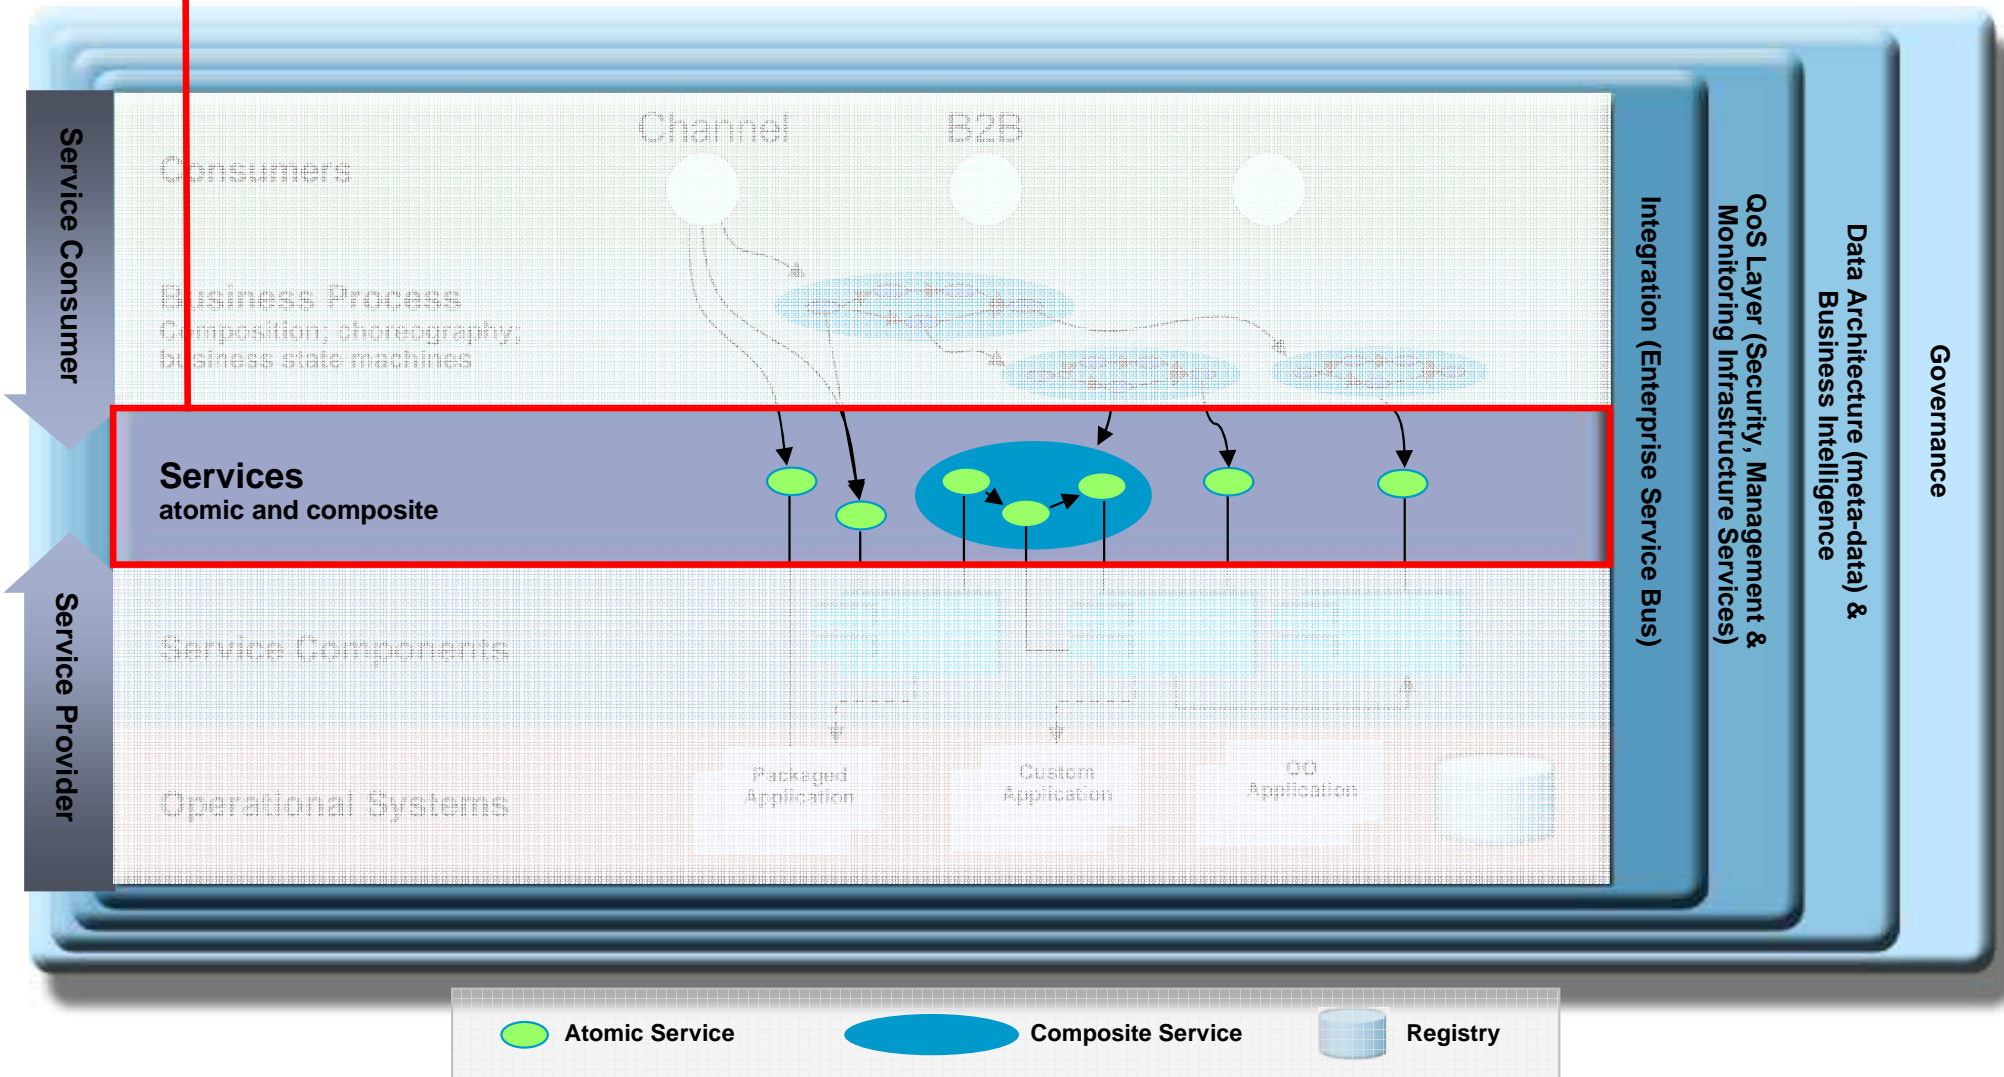 Channel
B2B
Consumers
Business Process
Composition; choreography;
business state machines
Services
atomic and composite
Service Components
Operational Systems
Packaged
Application
Custom
Application
OO
Application
Service Consumer
Service Provider
Integration (Enterprise Service Bus)
QoS Layer (Security, Management &
Monitoring Infrastructure Services)
Data Architecture (meta-data) &
Business Intelligence
Governance
Atomic Service
Composite Service
Registry